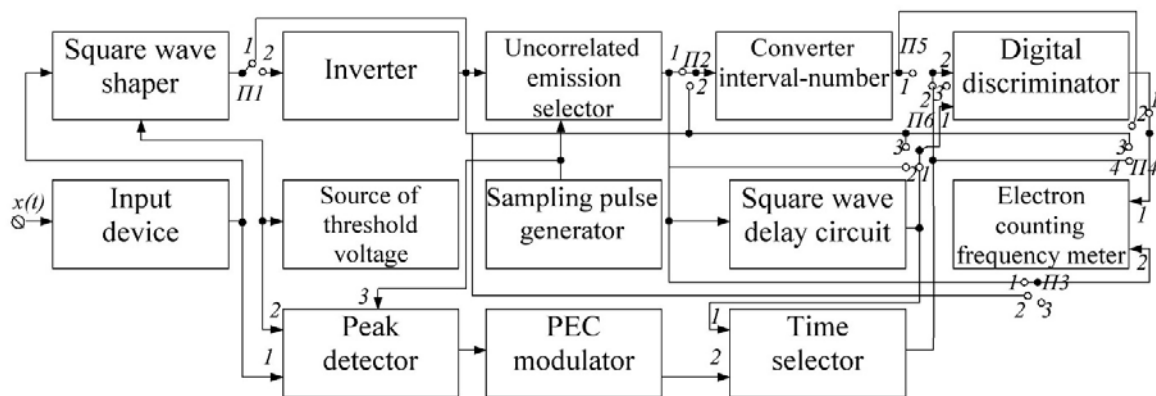 Square wave
shaper
1
2
П1
Inverter
Uncorrelated
emission
selector
1
П2
2
Converter
interval-number
П5
1
2
2
3
1
Digital
discriminator
1
2
П6
3
2
1
3
4
П4
x(t)
Input
device
Source of
threshold
voltage
Sampling pulse
generator
Square wave
delay circuit
Electron
counting
frequency meter
1
2
1
П3
2
3
3
2
1
Peak
detector
PEC
modulator
1
2
Time
selector